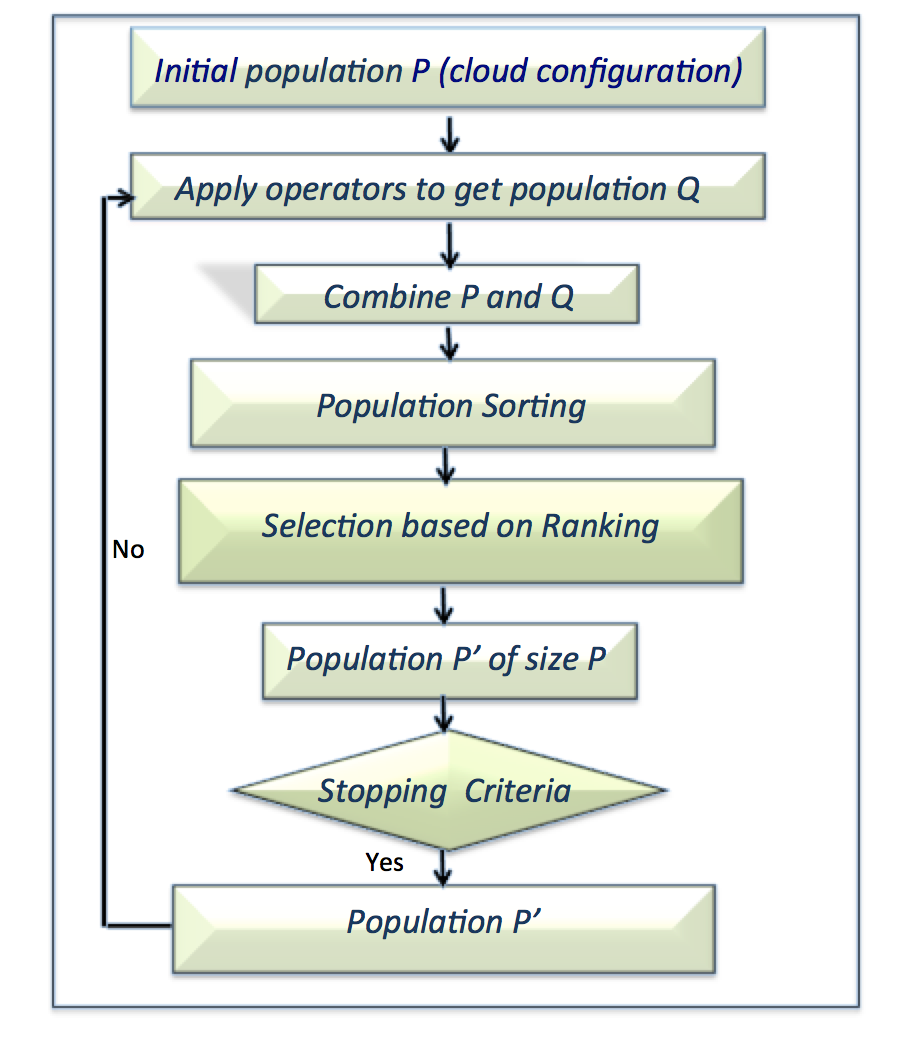 Initial population P (cloud configuration)
Apply operators to get population Q
Combine P and Q
Population Sorting
Selection based on Ranking
No
Population P’ of size P
Stopping Criteria
Yes
Population P’